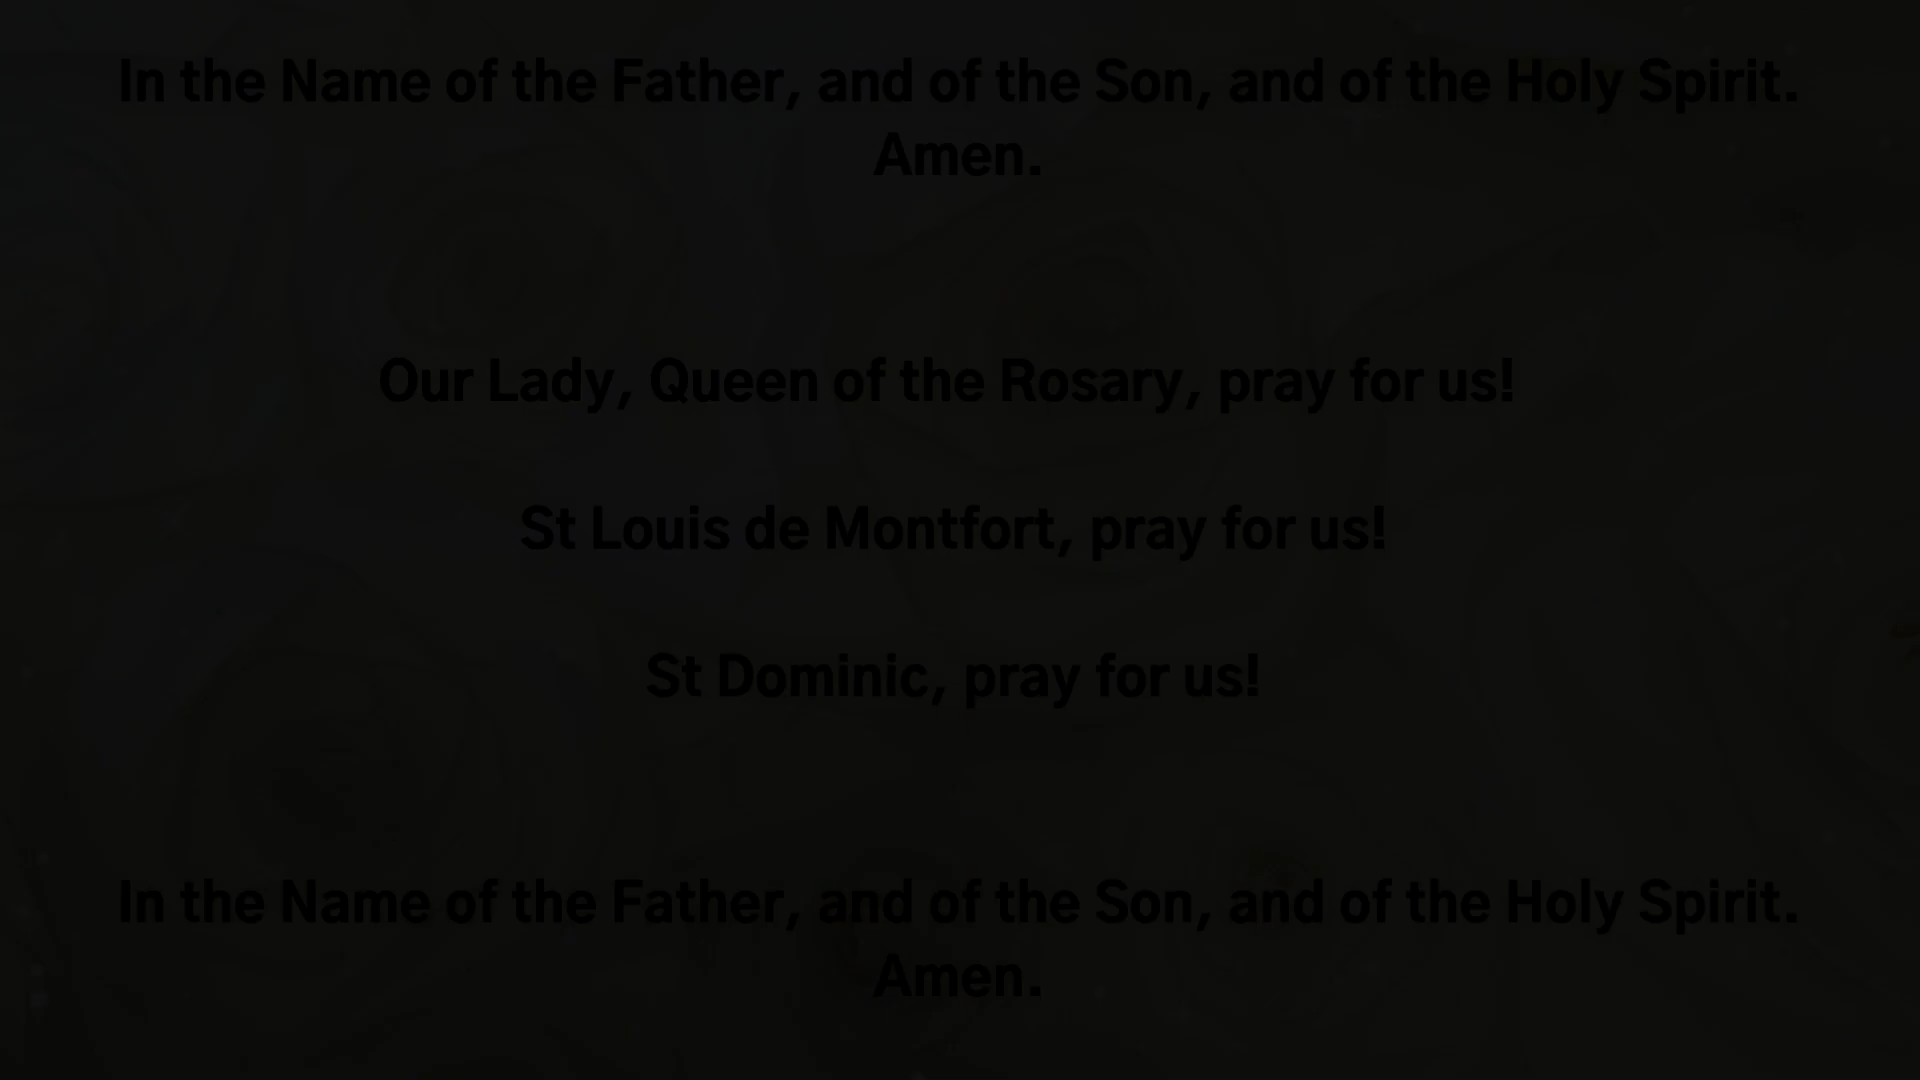 In the Name of the Father, and of the Son, and of the Holy Spirit.
Amen.
Our Lady, Queen of the Rosary, pray for us!
St Louis de Montfort, pray for us!
St Dominic, pray for us!
In the Name of the Father, and of the Son, and of the Holy Spirit.
Amen.